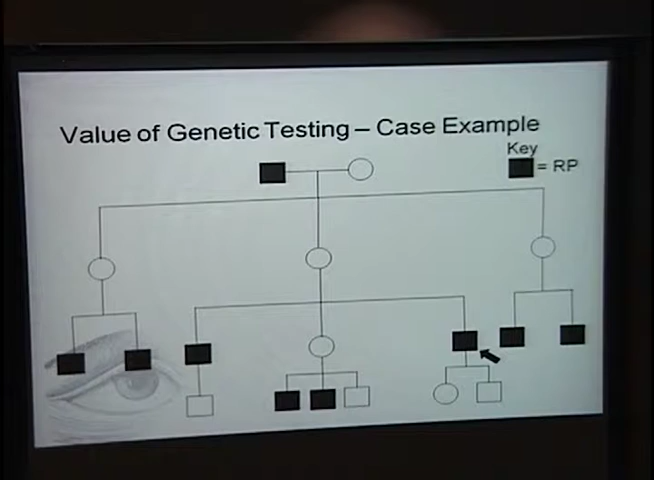 Value of Genetic Testing – Case Example
Key
= RP